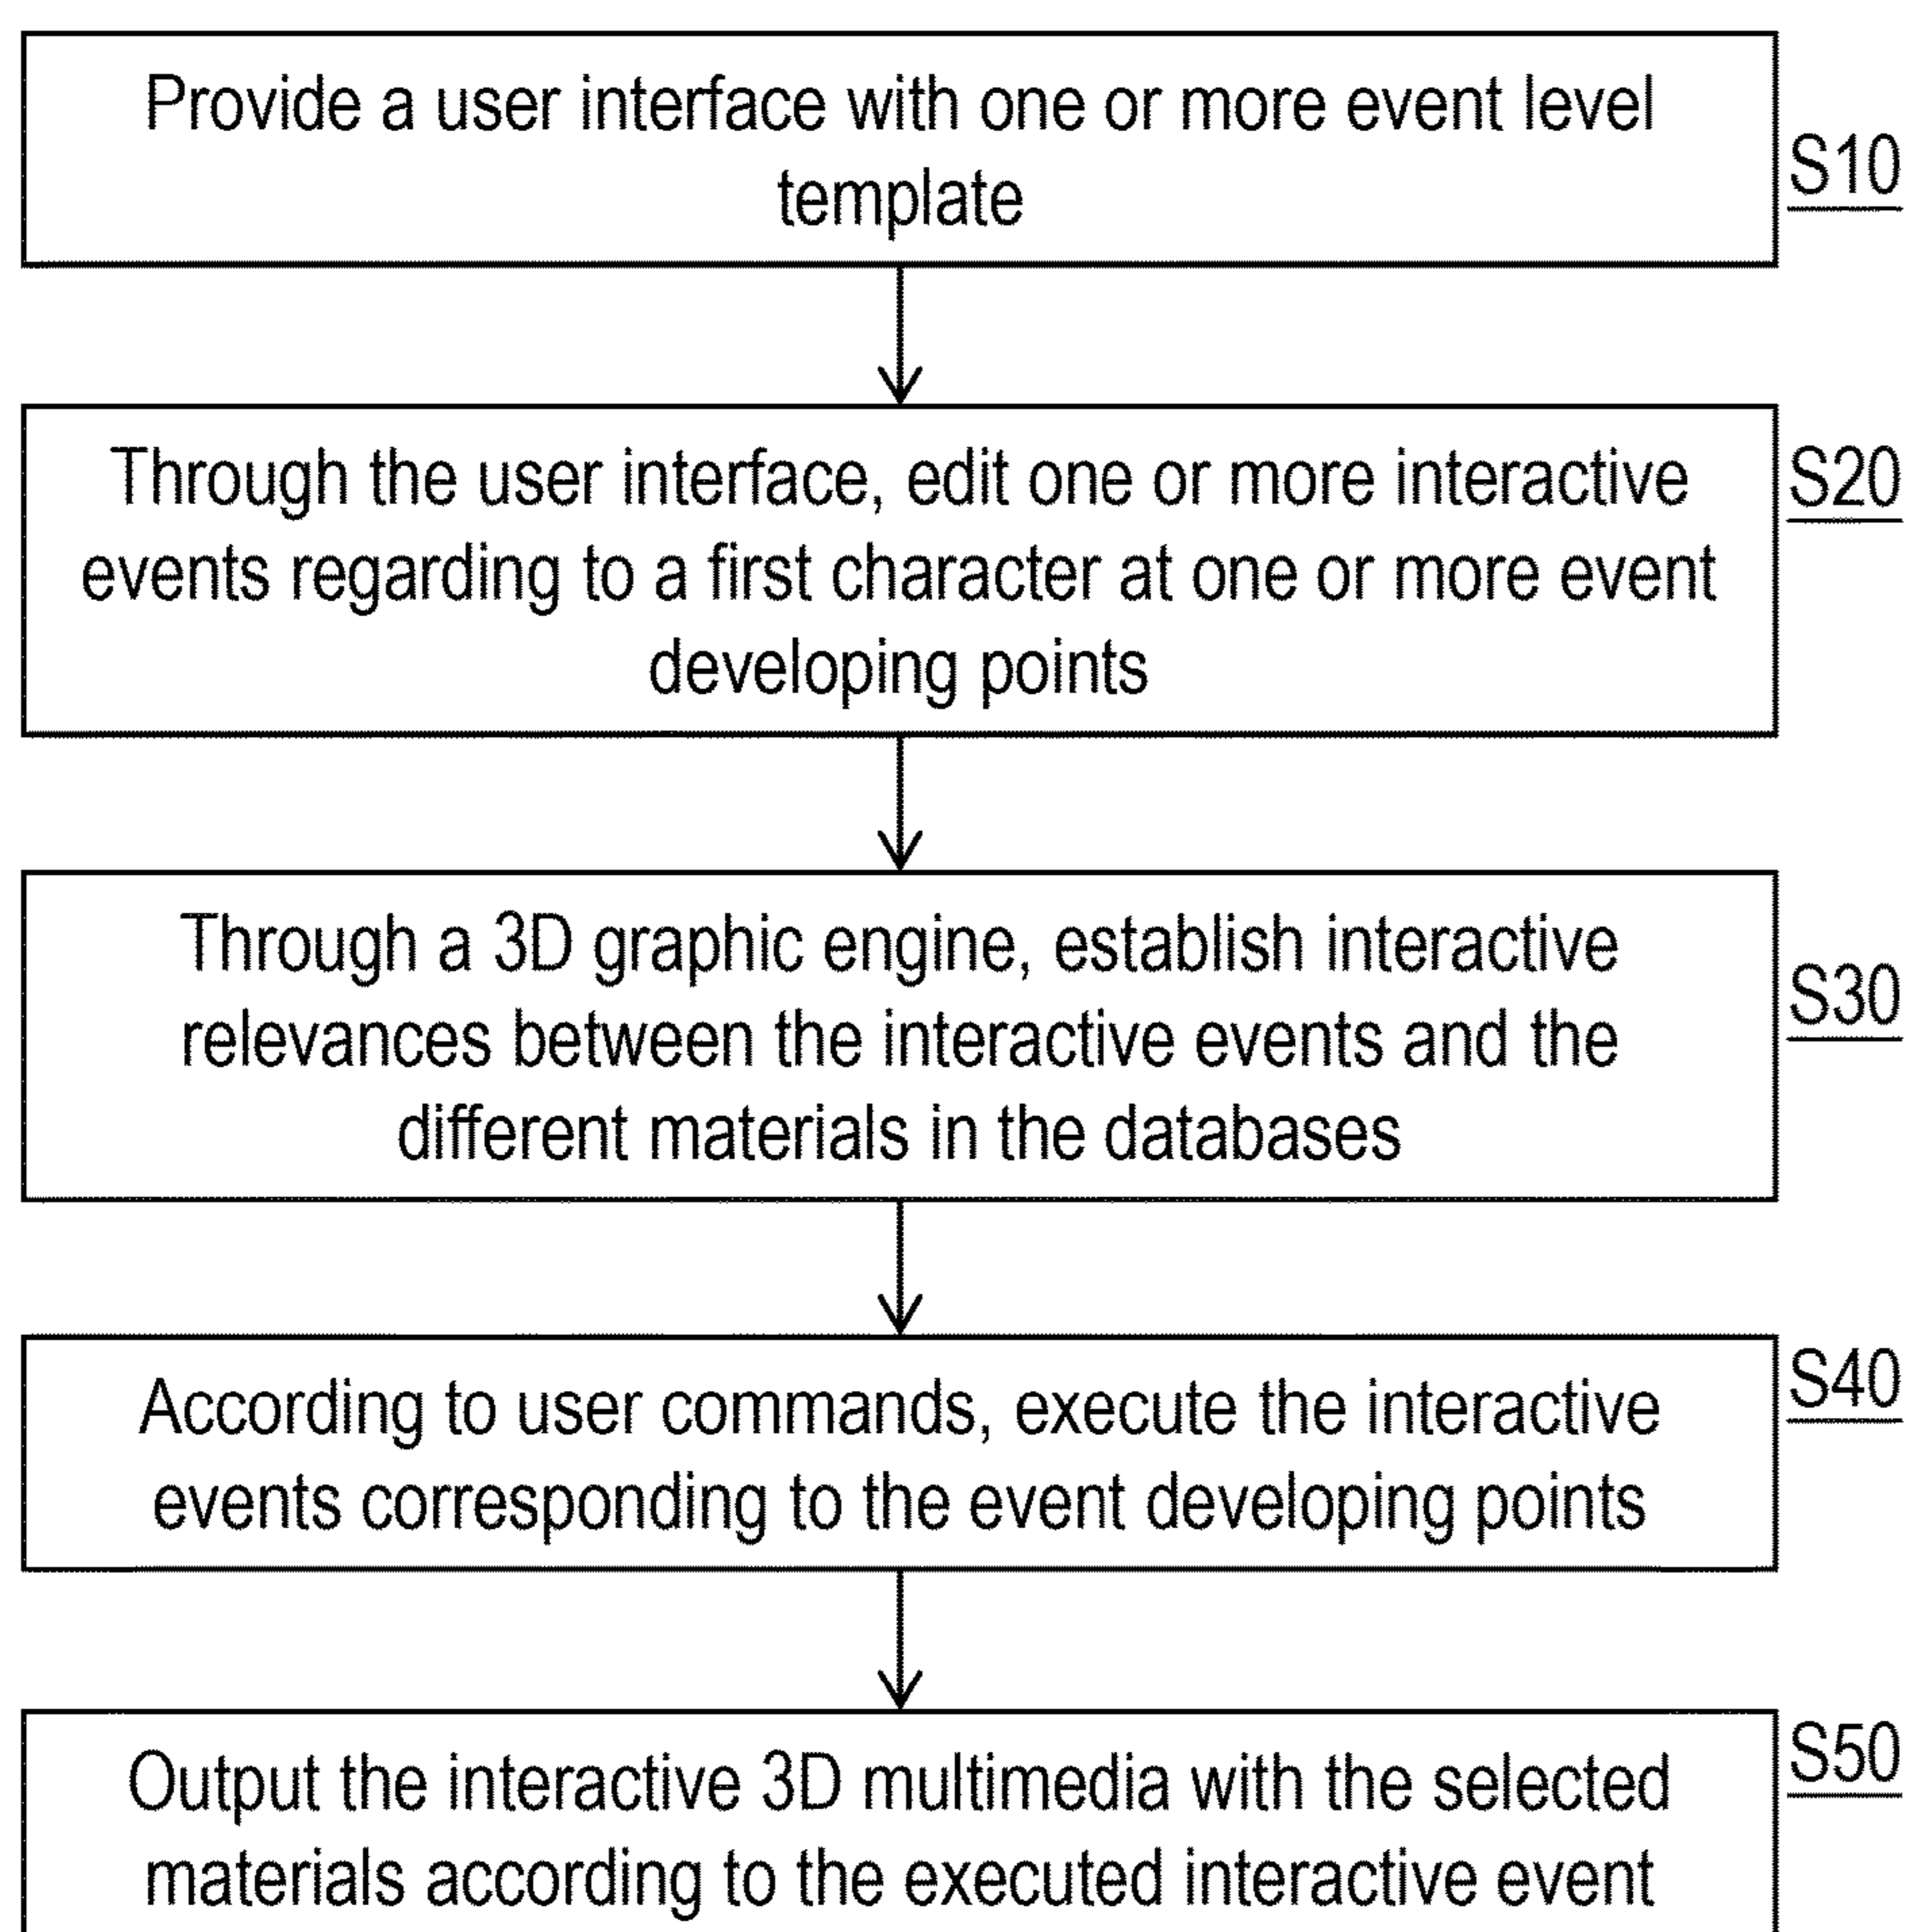 Provide a user interface with one or more event level
template
S10
Through the user interface, edit one or more interactive
events regarding to a first character at one or more event
developing points
S20
Through a 3D graphic engine, establish interactive
relevances between the interactive events and the
different materials in the databases
S30
According to user commands, execute the interactive
events corresponding to the event developing points
S40
Output the interactive 3D multimedia with the selected
materials according to the executed interactive event
S50